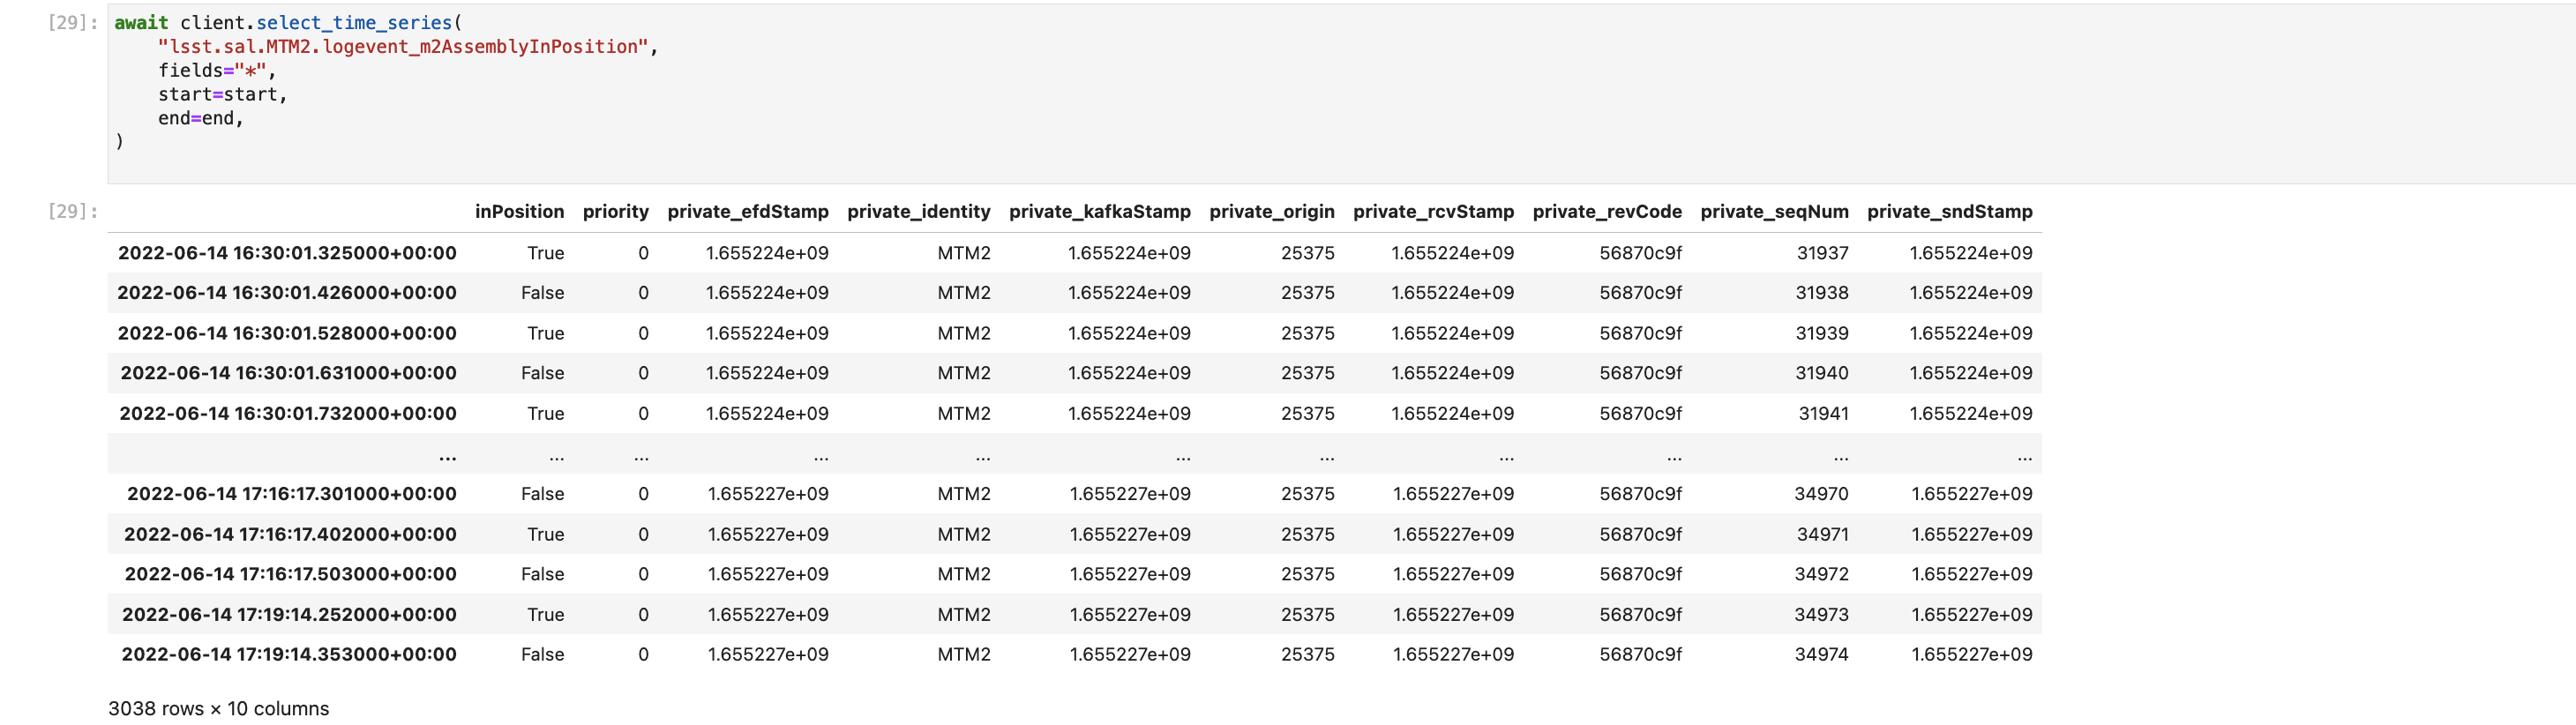 [29]: await client.select_time_series(
"lsst.sal.MTM2.logevent_m2AssemblyInPosition",
fields="*",
start=start,
end=end,
)
[29]:
inPosition priority private_efdStamp private_identity private_kafkaStamp private_origin private_rcvStamp private_revCode private_seqNum private_sndStamp
2022-06-14 16:30:01.325000+00:00 True 0 1.655224e+09 MTM2 1.655224e+09 25375 1.655224e+09 56870c9f 31937 1.655224e+09
2022-06-14 16:30:01.426000+00:00 False 0 1.655224e+09 MTM2 1.655224e+09 25375 1.655224e+09 56870c9f 31938 1.655224e+09
2022-06-14 16:30:01.528000+00:00 True 0 1.655224e+09 MTM2 1.655224e+09 25375 1.655224e+09 56870c9f 31939 1.655224e+09
2022-06-14 16:30:01.631000+00:00 False 0 1.655224e+09 MTM2 1.655224e+09 25375 1.655224e+09 56870c9f 31940 1.655224e+09
2022-06-14 16:30:01.732000+00:00 True 0 1.655224e+09 MTM2 1.655224e+09 25375 1.655224e+09 56870c9f 31941 1.655224e+09
... ... ... ... ... ... ... ... ... ... ...
2022-06-14 17:16:17.301000+00:00 False 0 1.655227e+09 MTM2 1.655227e+09 25375 1.655227e+09 56870c9f 34970 1.655227e+09
2022-06-14 17:16:17.402000+00:00 True 0 1.655227e+09 MTM2 1.655227e+09 25375 1.655227e+09 56870c9f 34971 1.655227e+09
2022-06-14 17:16:17.503000+00:00 False 0 1.655227e+09 MTM2 1.655227e+09 25375 1.655227e+09 56870c9f 34972 1.655227e+09
2022-06-14 17:19:14.252000+00:00 True 0 1.655227e+09 MTM2 1.655227e+09 25375 1.655227e+09 56870c9f 34973 1.655227e+09
2022-06-14 17:19:14.353000+00:00 False 0 1.655227e+09 MTM2 1.655227e+09 25375 1.655227e+09 56870c9f 34974 1.655227e+09
3038 rows × 10 columns